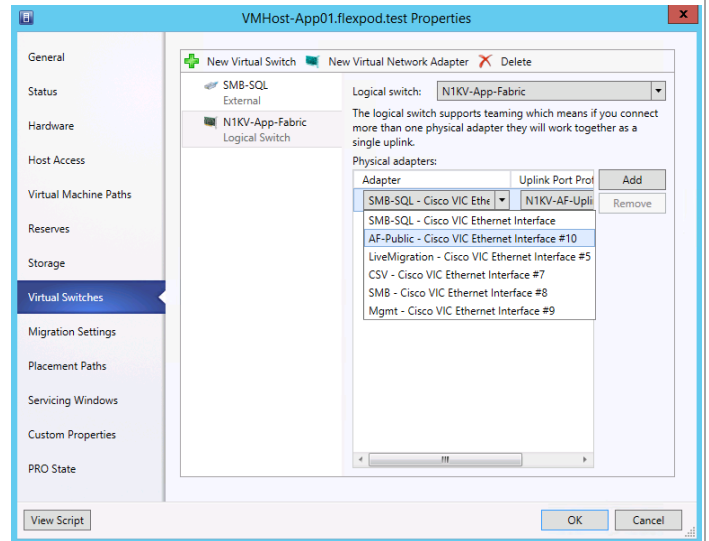 VMHost-App01.flexpod.test Properties
x
General
Status
Hardware
Host Access
Virtual Machine Paths
Reserves
Storage
Virtual Switches
Migration Settings
Placement Paths
Servicing Windows
Custom Properties
PRO State
New Virtual Switch New Virtual Network Adapter Delete
SMB-SQL
External
N1KV-App-Fabric
Logical Switch
Logical switch: N1KV-App-Fabric
The logical switch supports teaming which means if you connect
more than one physical adapter they will work together as a
single uplink.
Physical adapters:
Adapter Uplink Port Prof
Add
SMB-SQL - Cisco VIC Ethe N1KV-AF-Upli
Remove
SMB-SQL - Cisco VIC Ethernet Interface
AF-Public - Cisco VIC Ethernet Interface #10
LiveMigration - Cisco VIC Ethernet Interface #5
CSV - Cisco VIC Ethernet Interface #7
SMB - Cisco VIC Ethernet Interface #8
Mgmt - Cisco VIC Ethernet Interface #9
View Script
OK
Cancel